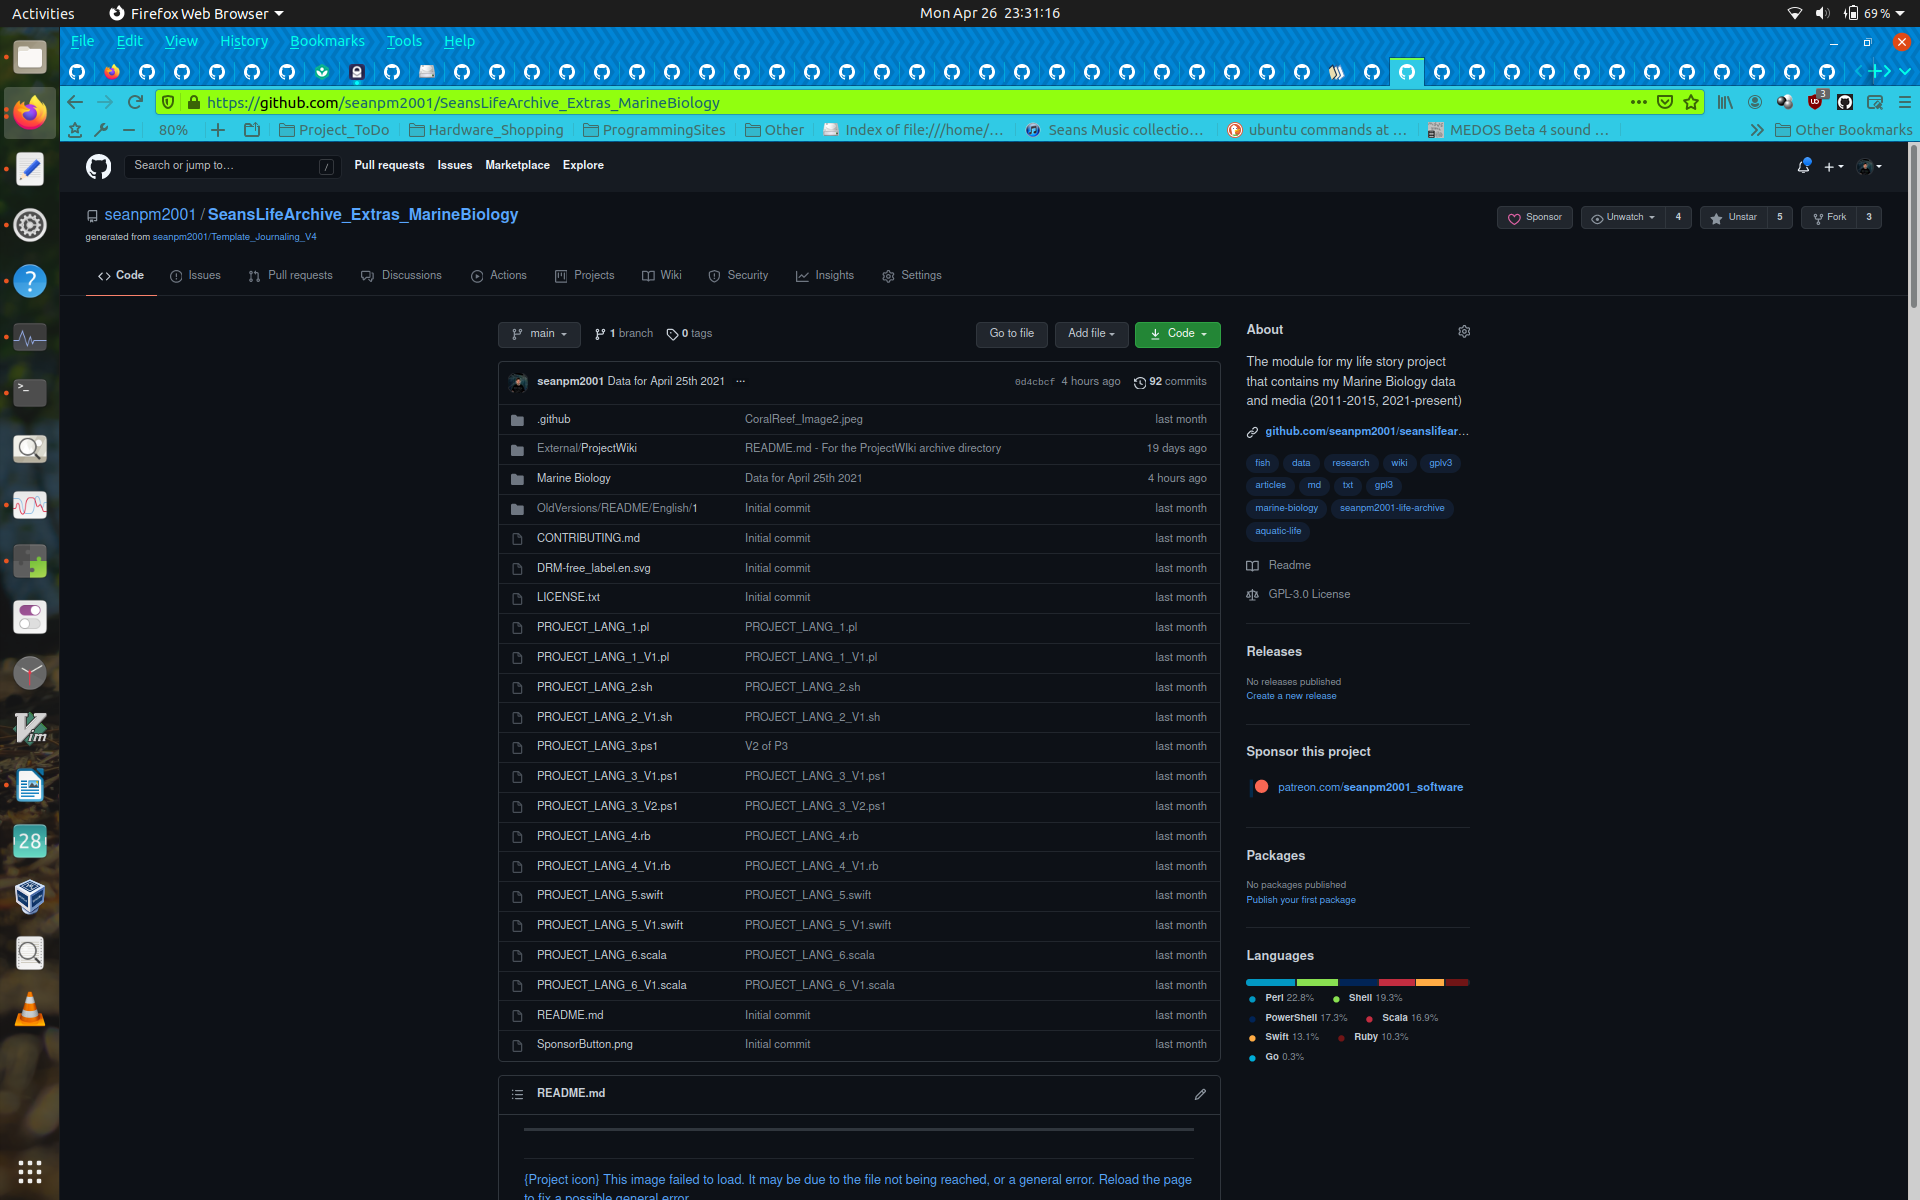 Activities Firefox Web Browser Mon Apr 26 23:31:16 69 %
File Edit View History Bookmarks Tools Help
https://github.com/seanpm2001/SeansLifeArchive_Extras_MarineBiology 3
80% Project_ToDo Hardware_Shopping ProgrammingSites Other Index of file:///home/... Seans Music collectio... ubuntu commands at ... MEDOS Beta 4 sound ... Other Bookmarks
Search or jump to... / Pull requests Issues Marketplace Explore
seanpm2001 / SeansLifeArchive_Extras_MarineBiology Sponsor Unwatch 4 Unstar 5 Fork 3
generated from seanpm2001/Template_Journaling_V4
Code Issues Pull requests Discussions Actions Projects Wiki Security Insights Settings
main 1 branch 0 tags Go to file Add file Code
seanpm2001 Data for April 25th 2021 ... 0d4cbcf 4 hours ago 92 commits
.github CoralReef_Image2.jpeg last month
External/ProjectWiki README.md - For the ProjectWIki archive directory 19 days ago
Marine Biology Data for April 25th 2021 4 hours ago
OldVersions/README/English/1 Initial commit last month
CONTRIBUTING.md Initial commit last month
DRM-free_label.en.svg Initial commit last month
LICENSE.txt Initial commit last month
PROJECT_LANG_1.pl PROJECT_LANG_1.pl last month
PROJECT_LANG_1_V1.pl PROJECT_LANG_1_V1.pl last month
PROJECT_LANG_2.sh PROJECT_LANG_2.sh last month
PROJECT_LANG_2_V1.sh PROJECT_LANG_2_V1.sh last month
PROJECT_LANG_3.ps1 V2 of P3 last month
PROJECT_LANG_3_V1.ps1 PROJECT_LANG_3_V1.ps1 last month
PROJECT_LANG_3_V2.ps1 PROJECT_LANG_3_V2.ps1 last month
PROJECT_LANG_4.rb PROJECT_LANG_4.rb last month
PROJECT_LANG_4_V1.rb PROJECT_LANG_4_V1.rb last month
PROJECT_LANG_5.swift PROJECT_LANG_5.swift last month
PROJECT_LANG_5_V1.swift PROJECT_LANG_5_V1.swift last month
PROJECT_LANG_6.scala PROJECT_LANG_6.scala last month
PROJECT_LANG_6_V1.scala PROJECT_LANG_6_V1.scala last month
README.md Initial commit last month
SponsorButton.png Initial commit last month
README.md
{Project icon} This image failed to load. It may be due to the file not being reached, or a general error. Reload the page
to fix a possible general error
About
The module for my life story project
that contains my Marine Biology data
and media (2011-2015, 2021-present)
github.com/seanpm2001/seanslifear...
fish data research wiki gplv3
articles md txt gpl3
marine-biology seanpm2001-life-archive
aquatic-life
Readme
GPL-3.0 License
Releases
No releases published
Create a new release
Sponsor this project
patreon.com/seanpm2001_software
Packages
No packages published
Publish your first package
Languages
Perl 22.8% Shell 19.3%
PowerShell 17.3% Scala 16.9%
Swift 13.1% Ruby 10.3%
Go 0.3%
28